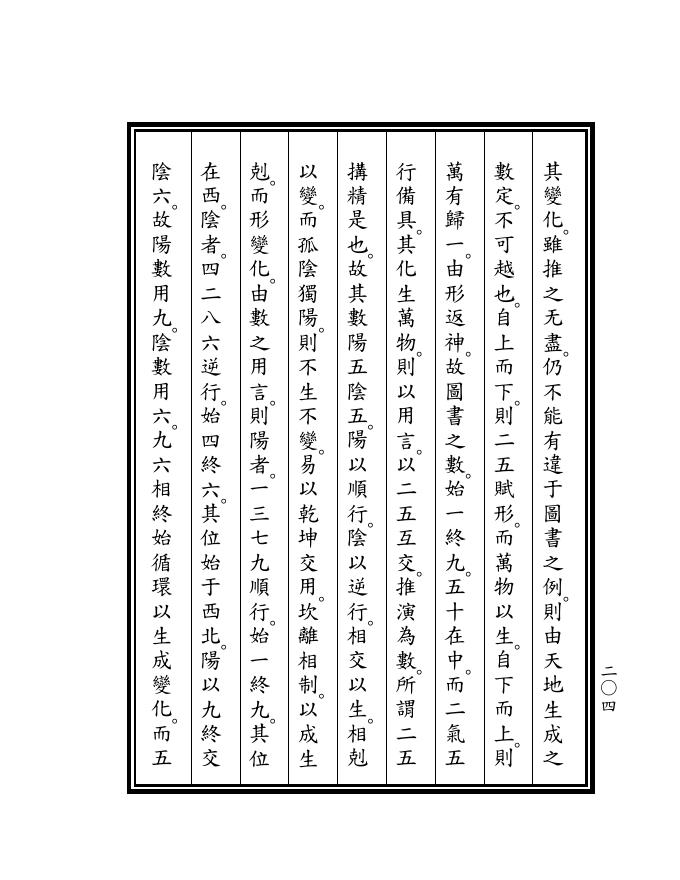 其變化。雖推之无盡。仍不能有違于圖書之例。則由天地生成之
數定。不可越也。自上而下。則二五賦形。而萬物以生。自下而上。則
萬有歸一。由形返神。故圖書之數。始一終九。五十在中。而二氣五
行備具。其化生萬物。則以用言。以二五互交。推演為數。所謂二五
搆精是也。故其數陽五陰五。陽以順行。陰以逆行。相交以生。相剋
以變。而孤陰獨陽。則不生不變。易以乾坤交用。坎離相制。以成生
剋。而形變化。由數之用言。則陽者。一三七九順行。始一終九。其位
在西。陰者。四二八六逆行。始四終六。其位始于西北。陽以九終交
陰六。故陽數用九。陰數用六。九六相終始循環以生成變化。而五
二〇四